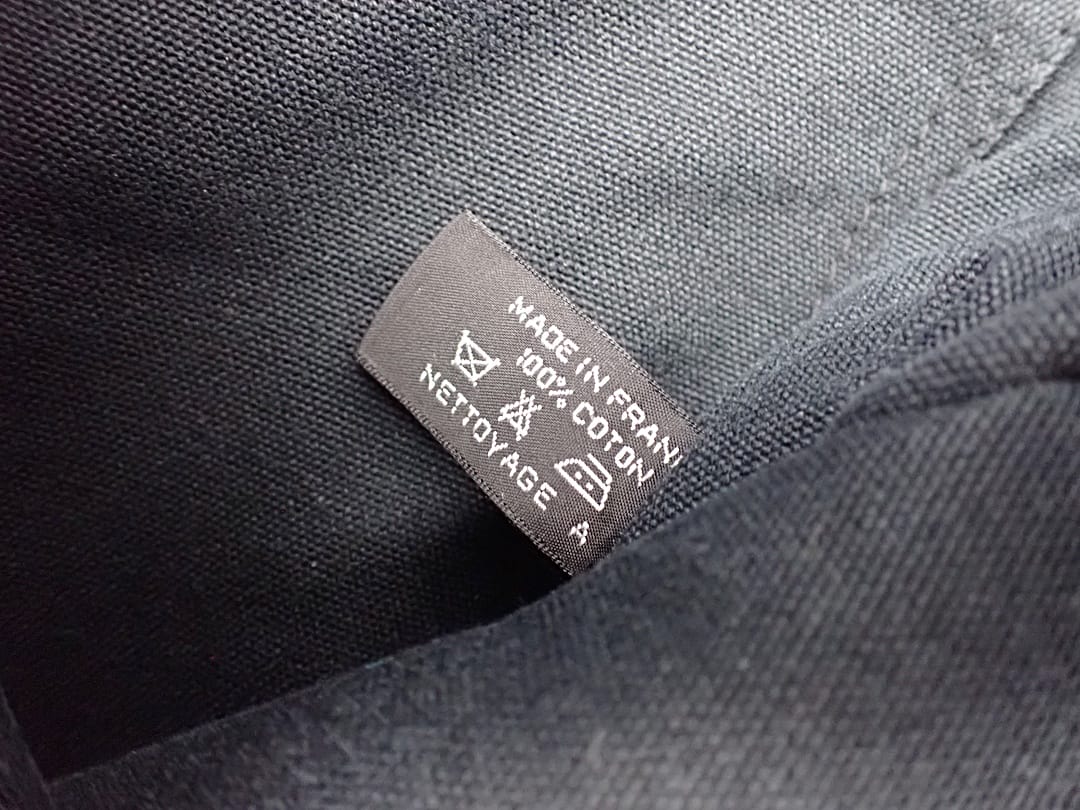 MADE IN FRAN
100% COTON
NETTOYAGE A